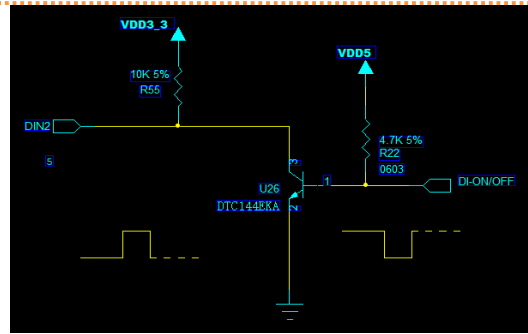 VDD3_3
VDD5
10K 5%
R55
DIN2
4.7K 5%
R22
0603
5
3
U26
1
DI-ON/OFF
DTC144EKA
2